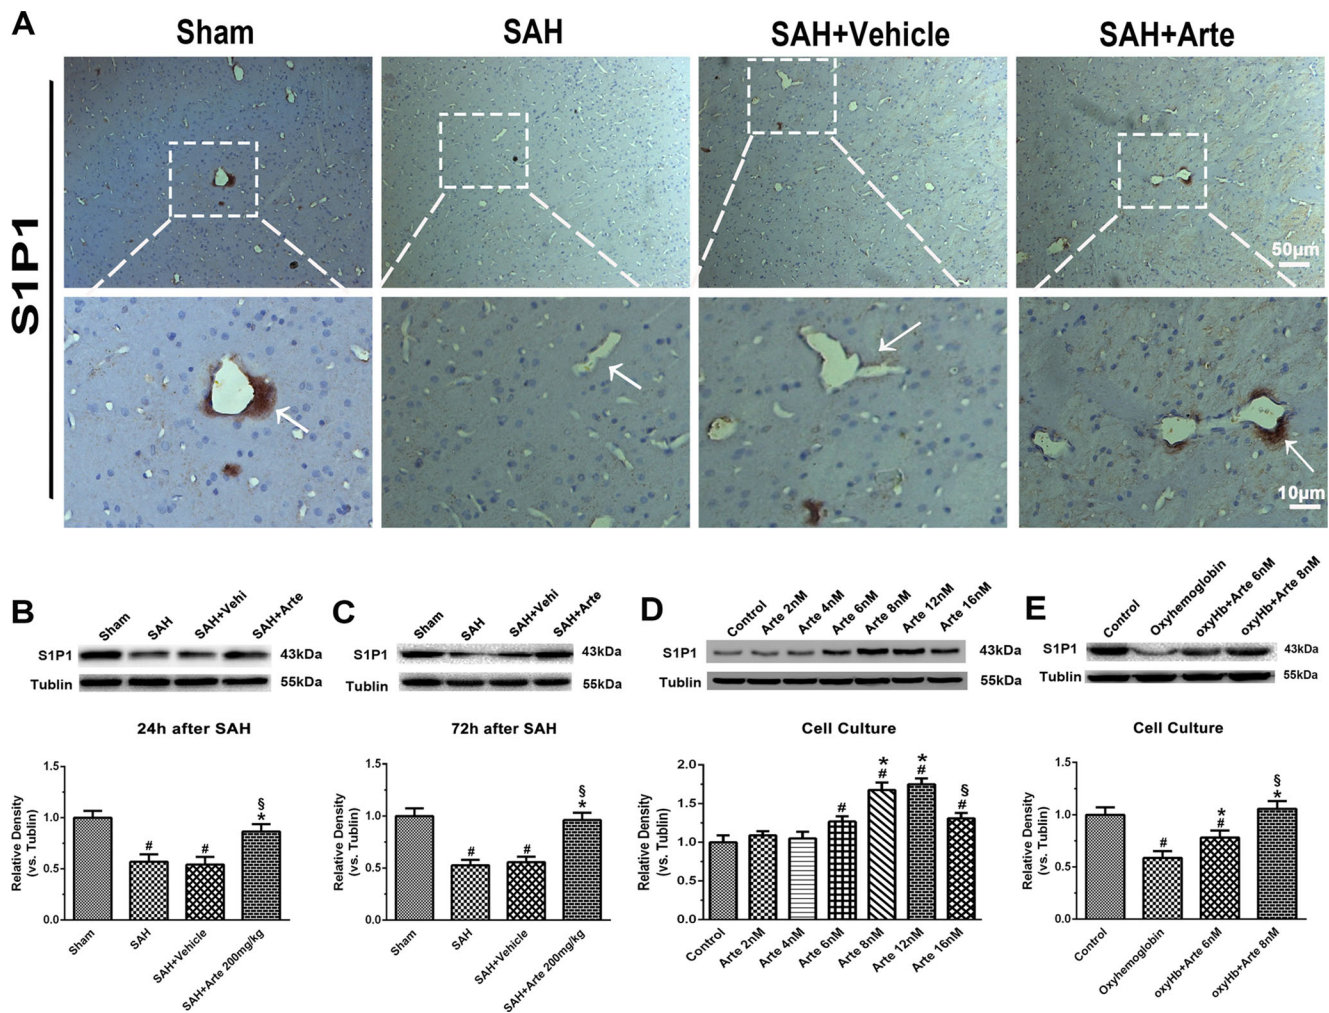 A
Sham
SAH
SAH+Vehicle
SAH+Arte
S1P1
50μm
10μm
B
Sham
SAH
SAH+Vehi
SAH+Arte
S1P1
43kDa
Tublin
55kDa
24h after SAH
Relative Density
(vs. Tublin)
1.5
1.0
0.5
0.0
#
#
§
*
Sham
SAH
SAH+Vehicle
SAH+Arte 200mg/kg
C
Sham
SAH
SAH+Vehi
SAH+Arte
S1P1
43kDa
Tublin
55kDa
72h after SAH
Relative Density
(vs. Tublin)
1.5
1.0
0.5
0.0
#
#
§
*
Sham
SAH
SAH+Vehicle
SAH+Arte 200mg/kg
D
Control
Arte 2nM
Arte 4nM
Arte 6nM
Arte 8nM
Arte 12nM
Arte 16nM
S1P1
43kDa
Tublin
55kDa
Cell Culture
Relative Density
(vs. Tublin)
2.0
1.5
1.0
0.5
0.0
#
*
#
*
#
§
#
Control
Arte 2nM
Arte 4nM
Arte 6nM
Arte 8nM
Arte 12nM
Arte 16nM
E
Control
Oxyhemoglobin
oxyHb+Arte 6nM
oxyHb+Arte 8nM
S1P1
43kDa
Tublin
55kDa
Cell Culture
Relative Density
(vs. Tublin)
1.5
1.0
0.5
0.0
#
*
#
§
*
Control
Oxyhemoglobin
oxyHb+Arte 6nM
oxyHb+Arte 8nM